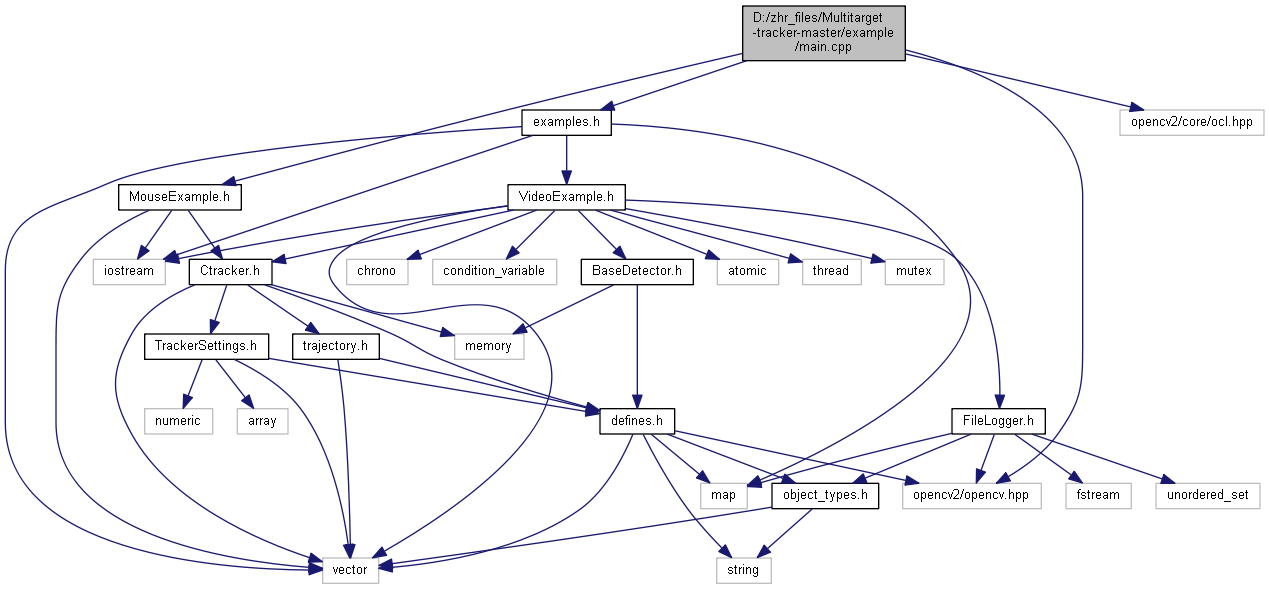 D:/zhr_files/Multitarget
-tracker-master/example
/main.cpp
examples.h
opencv2/core/ocl.hpp
MouseExample.h
VideoExample.h
iostream
Ctracker.h
chrono
condition_variable
BaseDetector.h
atomic
thread
mutex
TrackerSettings.h
trajectory.h
memory
numeric
array
defines.h
FileLogger.h
map
object_types.h
opencv2/opencv.hpp
fstream
unordered_set
vector
string